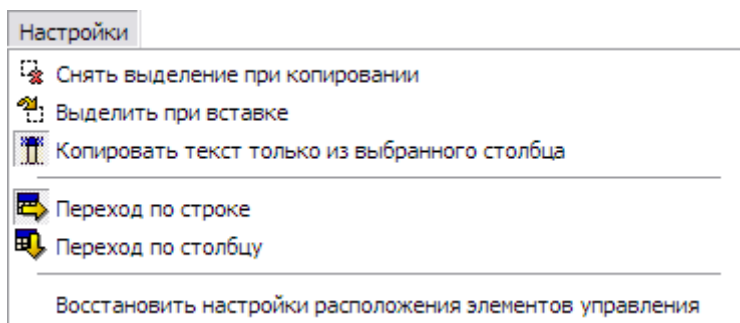 Настройки
Снять выделение при копировании
Выделить при вставке
Копировать текст только из выбранного столбца
Переход по строке
Переход по столбцу
Восстановить настройки расположения элементов управления